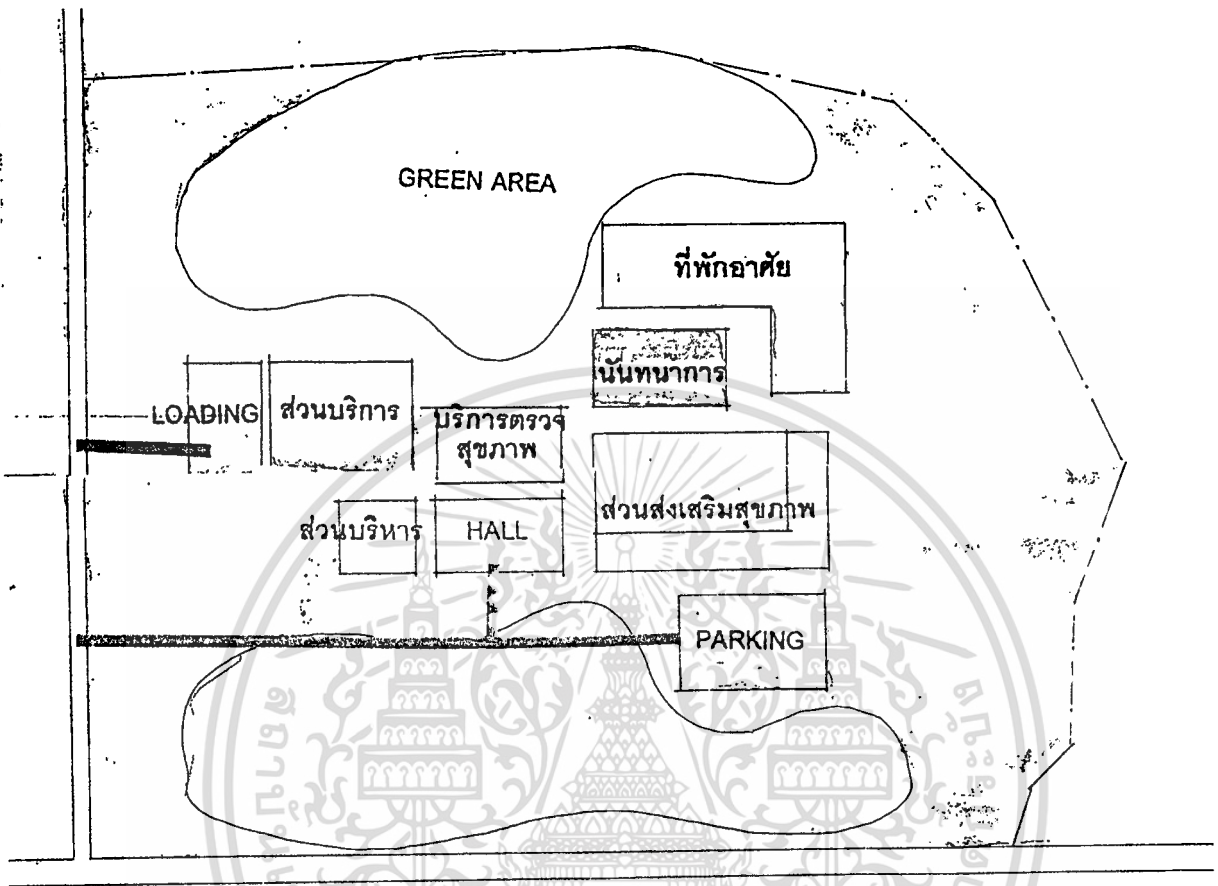 GREEN AREA
ที่พักอาศัย
นันทนาการ
LOADING
ส่วนบริการ
บริการตรวจ
สุขภาพ
ส่วนส่งเสริมสุขภาพ
ส่วนบริหาร
HALL
PARKING